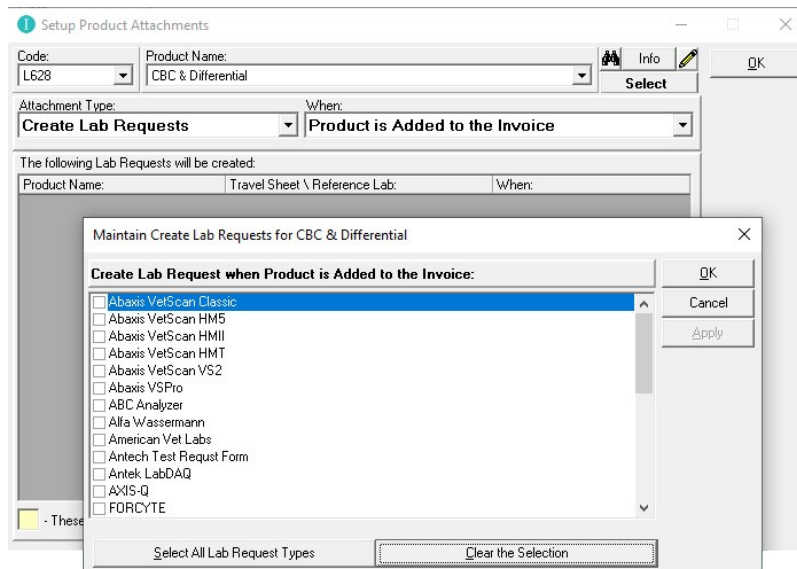 Setup Product Attachments
Code: Product Name:
L628 CBC & Differential
Info
Select
OK
Attachment Type: When:
Create Lab Requests Product is Added to the Invoice
The following Lab Requests will be created:
Product Name: Travel Sheet \ Reference Lab: When:
Maintain Create Lab Requests for CBC & Differential
Create Lab Request when Product is Added to the Invoice:
OK
Cancel
Apply
Abaxis VetScan Classic
Abaxis VetScan HM5
Abaxis VetScan HMII
Abaxis VetScan HMT
Abaxis VetScan VS2
Abaxis VSPro
ABC Analyzer
Alfa Wassermann
American Vet Labs
Antech Test Requst Form
Antek LabDAQ
AXIS-Q
FORCYTE
- These
Select All Lab Request Types Clear the Selection